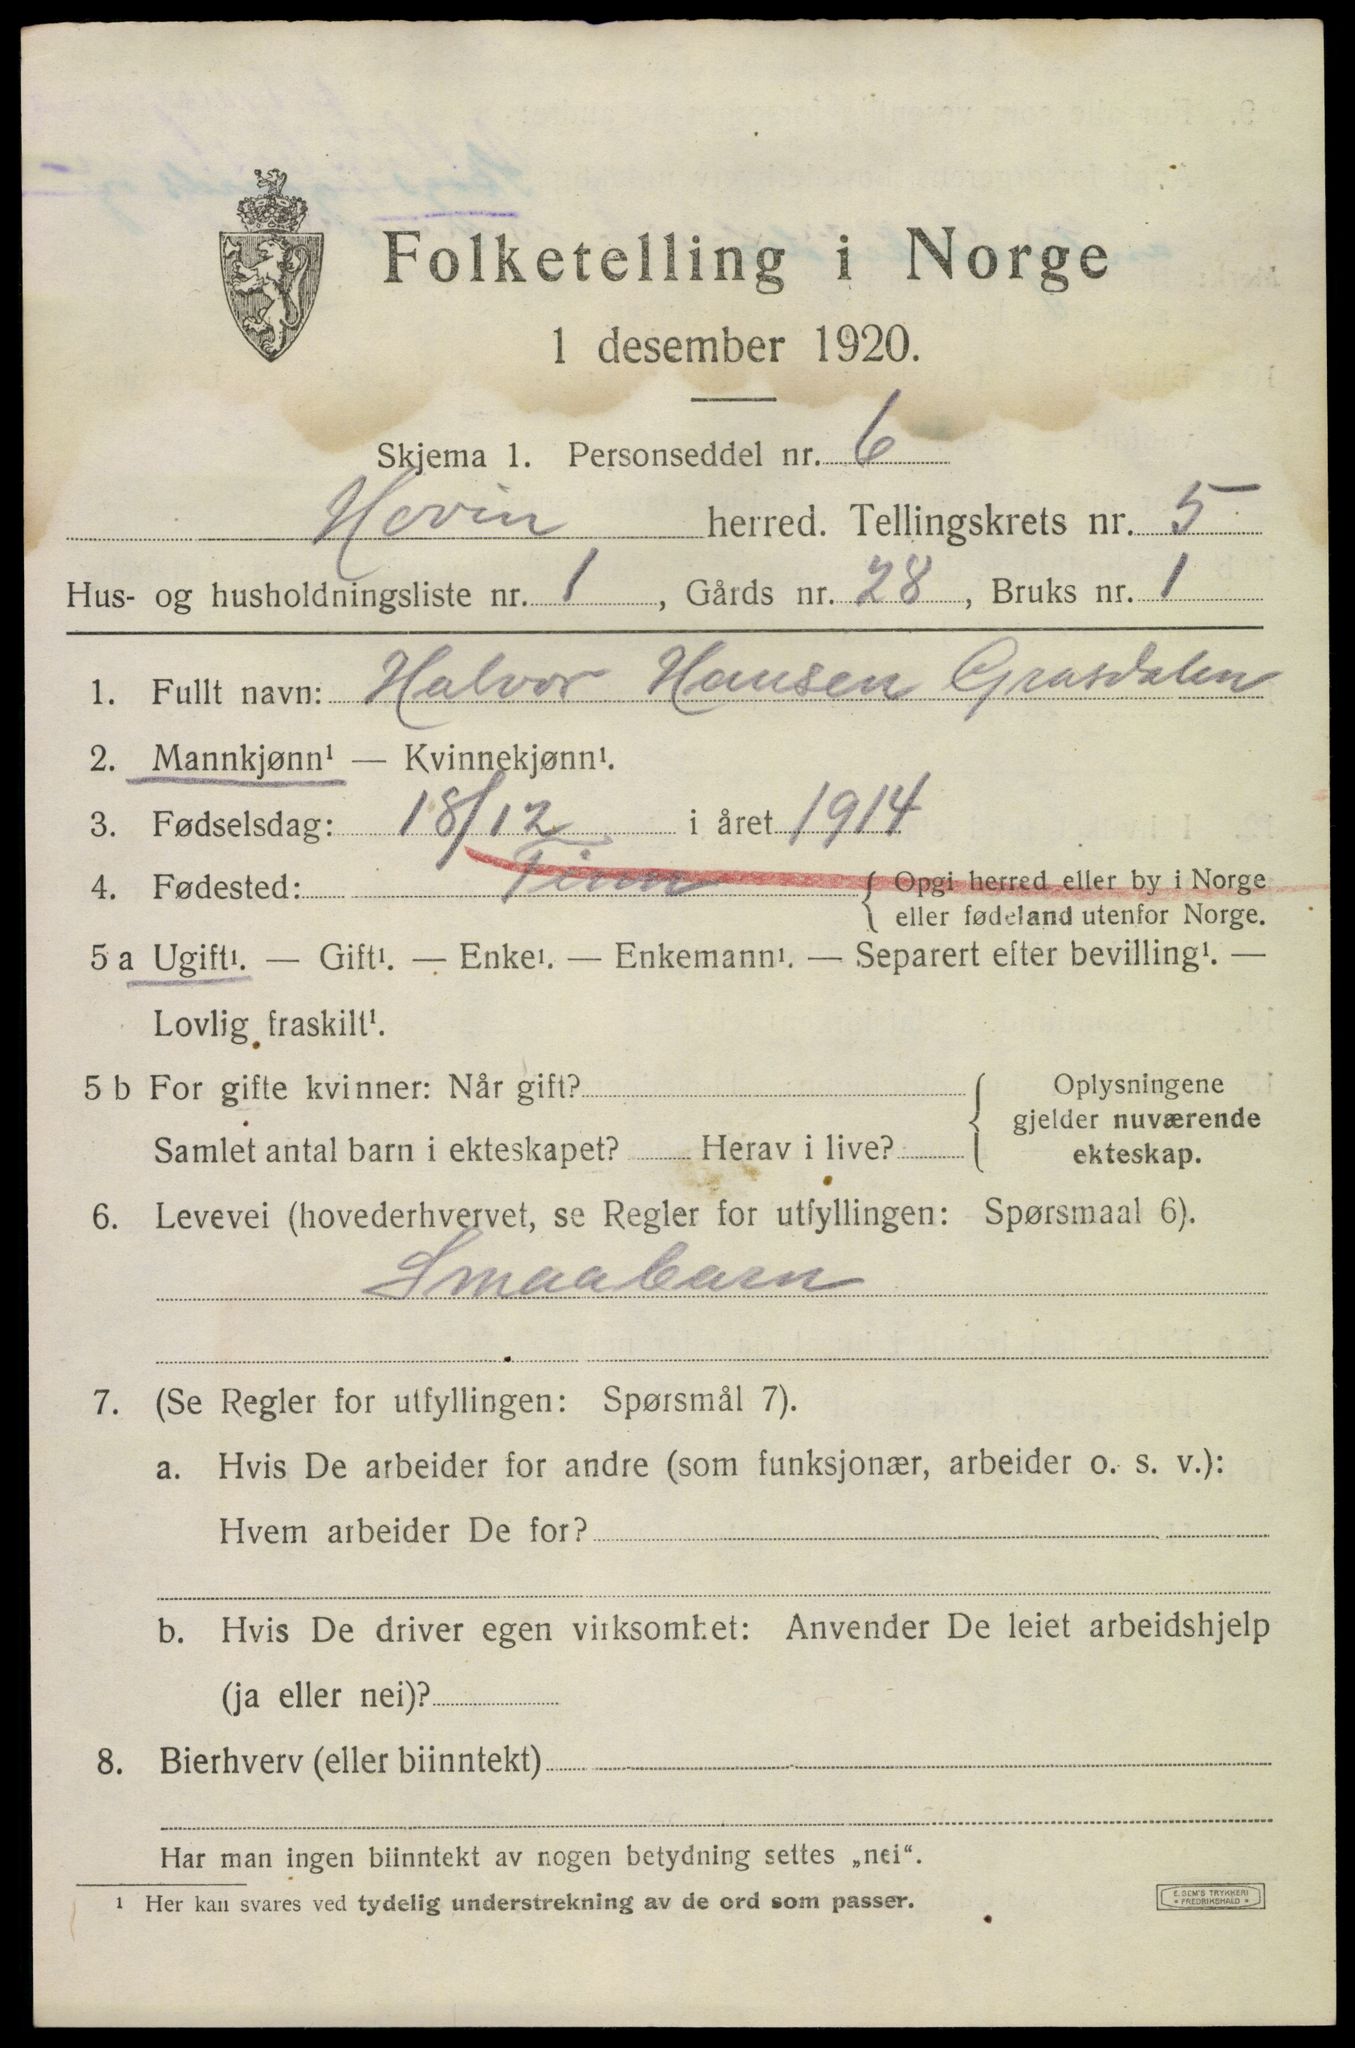 Folketelling i Norge
1 desember 1920.
Skjema 1. Personseddel nr. 6
Hovin herred. Tellingskrets nr. 5
Hus- og husholdningsliste nr. 1, Gårds nr. 28, Bruks nr. 1
1. Fullt navn: Halvor Hansen Grasdalen
2. Mannkjønn¹ — Kvinnekjønn¹.
3. Fødselsdag: 18/12 i året 1914
4. Fødested: Tinn { Opgi herred eller by i Norge
eller fødeland utenfor Norge.
5 a Ugift¹. — Gift¹. — Enke¹. — Enkemann¹. — Separert efter bevilling¹. —
Lovlig fraskilt¹.
5 b For gifte kvinner: Når gift?
Samlet antal barn i ekteskapet? Herav i live?
Oplysningene
gjelder nuværende
ekteskap.
6. Levevei (hovederhvervet, se Regler for utfyllingen: Spørsmaal 6).
Smaabarn
7. (Se Regler for utfyllingen: Spørsmål 7).
a. Hvis De arbeider for andre (som funksjonær, arbeider o. s. v.):
Hvem arbeider De for?
b. Hvis De driver egen virksomhet: Anvender De leiet arbeidshjelp
(ja eller nei)?
8. Bierhverv (eller biinntekt)
Har man ingen biinntekt av nogen betydning settes „nei".
¹ Her kan svares ved tydelig understrekning av de ord som passer.
E. SEM'S TRYKKERI
* FREDRIKSHALD *